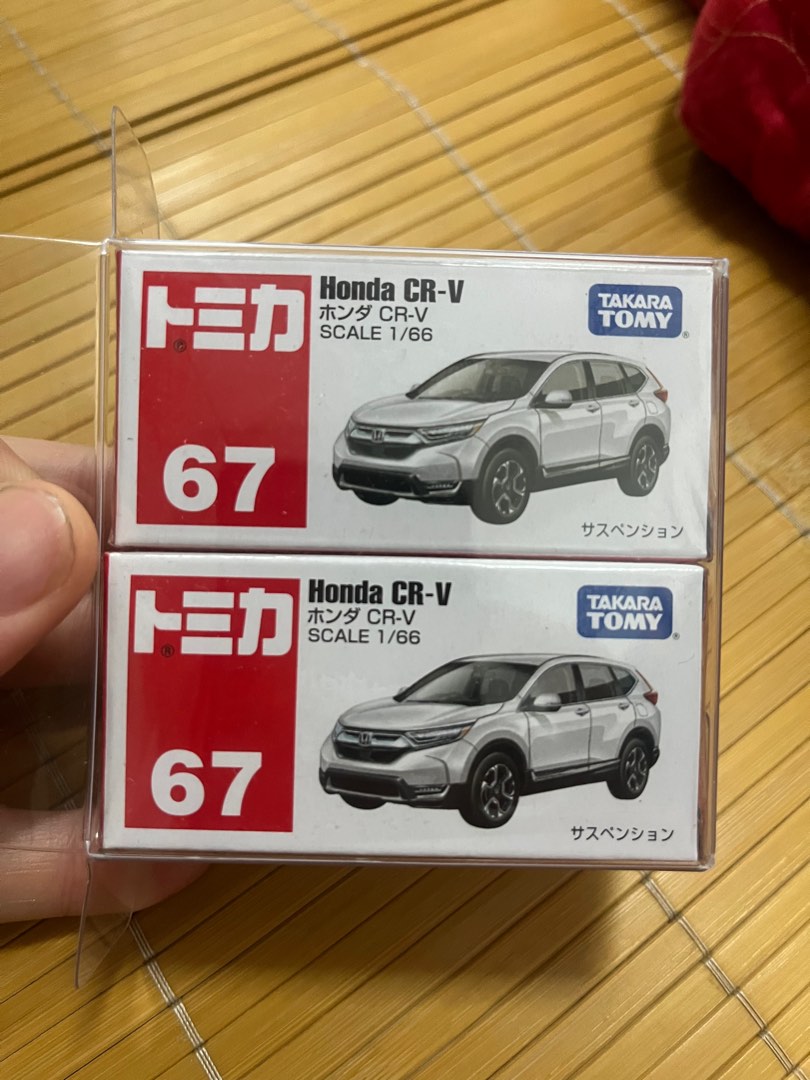 トミカ
Honda CR-V
ホンダ CR-V
SCALE 1/66
TAKARA
TOMY®
67
サスペンション
トミカ
®
Honda CR-V
ホンダ CR-V
SCALE 1/66
TAKARA
TOMY®
67
サスペンション